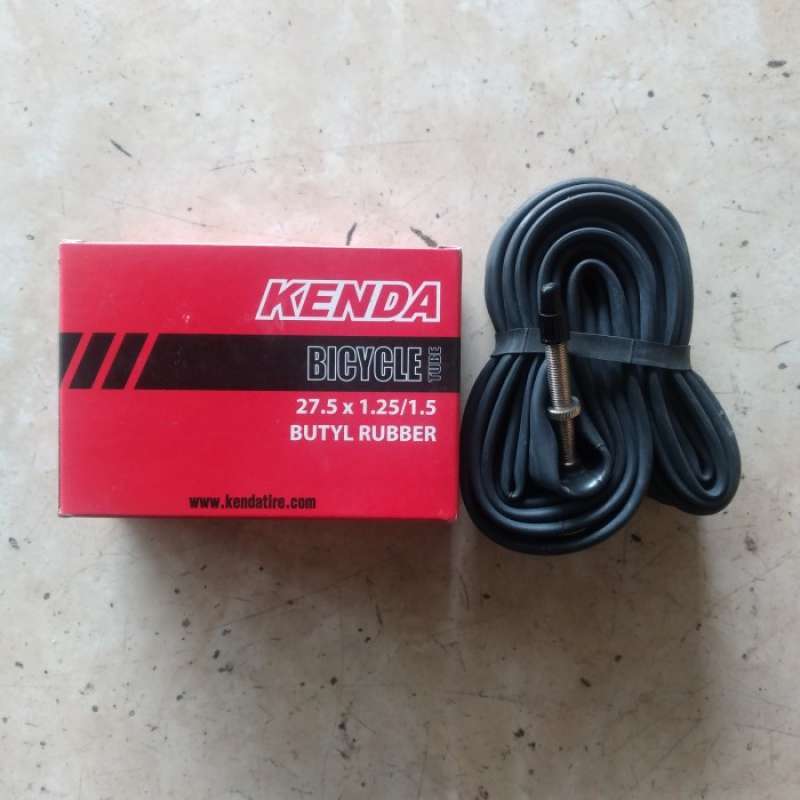 KENDA
BICYCLE TUBE
27.5 x 1.25/1.5
BUTYL RUBBER
www.kendatire.com